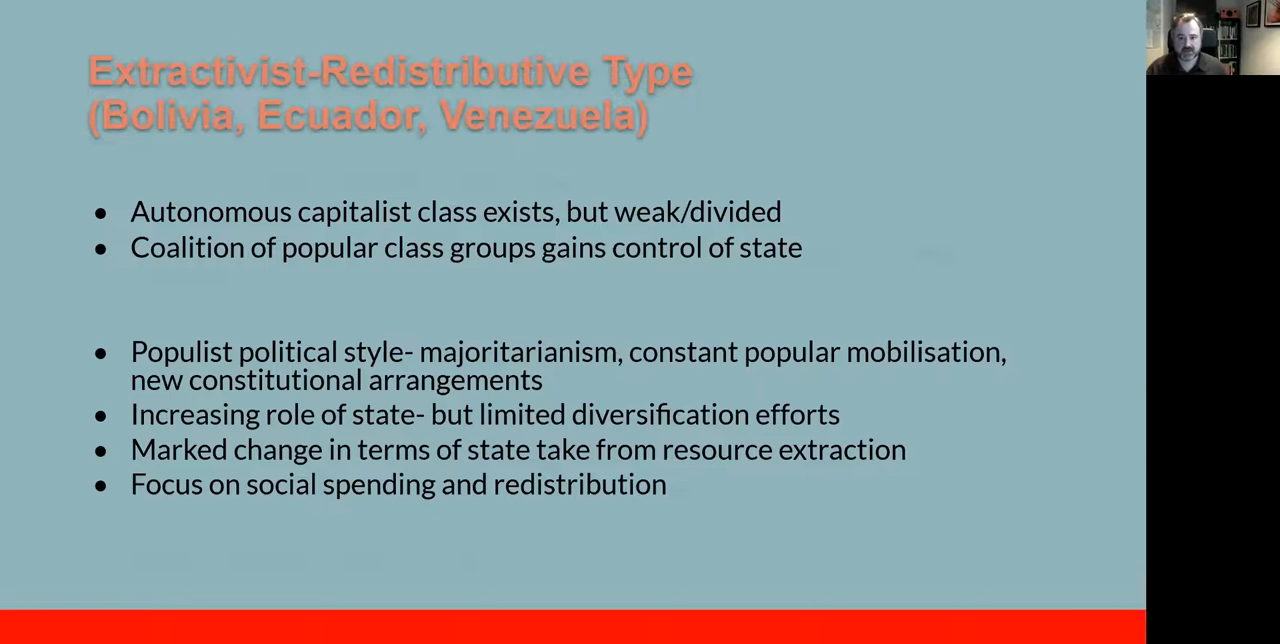 Extractivist-Redistributive Type
(Bolivia, Ecuador, Venezuela)
● Autonomous capitalist class exists, but weak/divided
● Coalition of popular class groups gains control of state
● Populist political style- majoritarianism, constant popular mobilisation,
new constitutional arrangements
● Increasing role of state- but limited diversification efforts
● Marked change in terms of state take from resource extraction
● Focus on social spending and redistribution